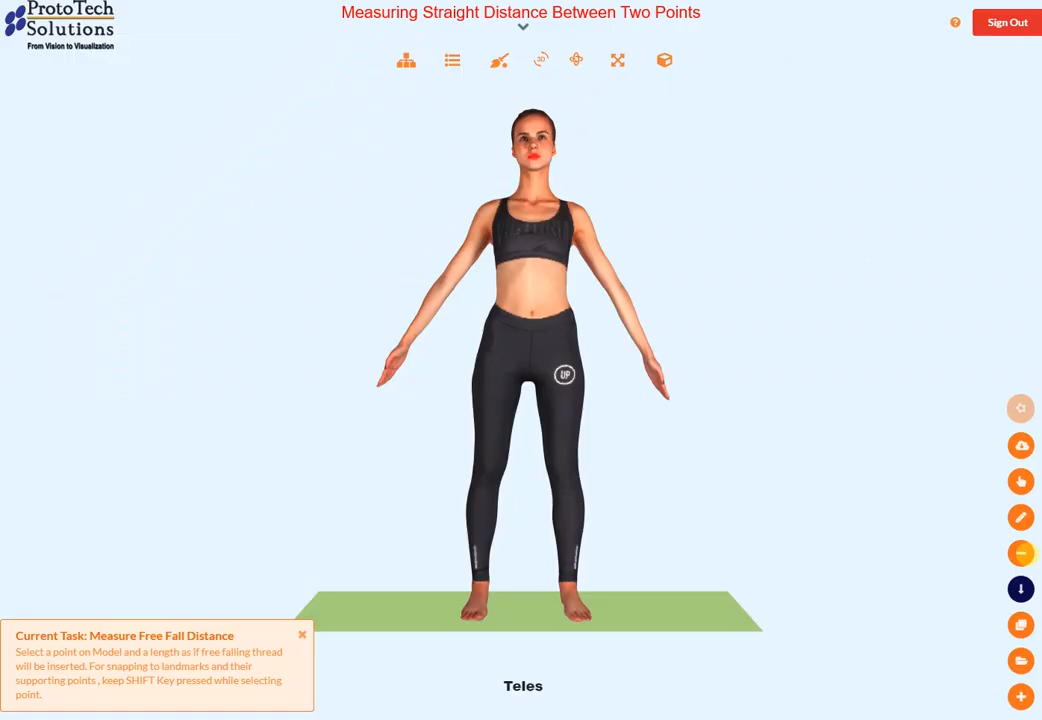 ProtoTech
Solutions
From Vision to Visualization
Measuring Straight Distance Between Two Points
Sign Out
3D
UP
Current Task: Measure Free Fall Distance
Select a point on Model and a length as if free falling thread
will be inserted. For snapping to landmarks and their
supporting points , keep SHIFT Key pressed while selecting
point.
Teles